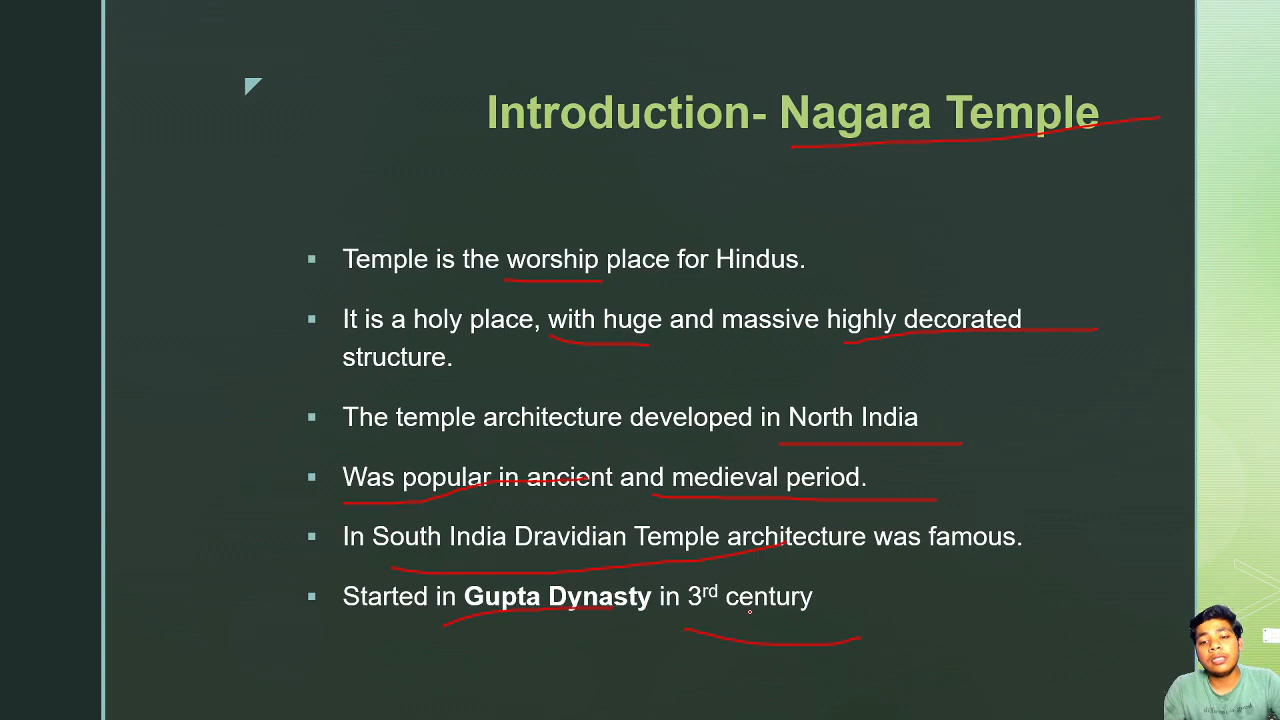 Introduction- Nagara Temple
▪ Temple is the worship place for Hindus.
▪ It is a holy place, with huge and massive highly decorated
structure.
▪ The temple architecture developed in North India
▪ Was popular in ancient and medieval period.
▪ In South India Dravidian Temple architecture was famous.
▪ Started in Gupta Dynasty in 3rd century